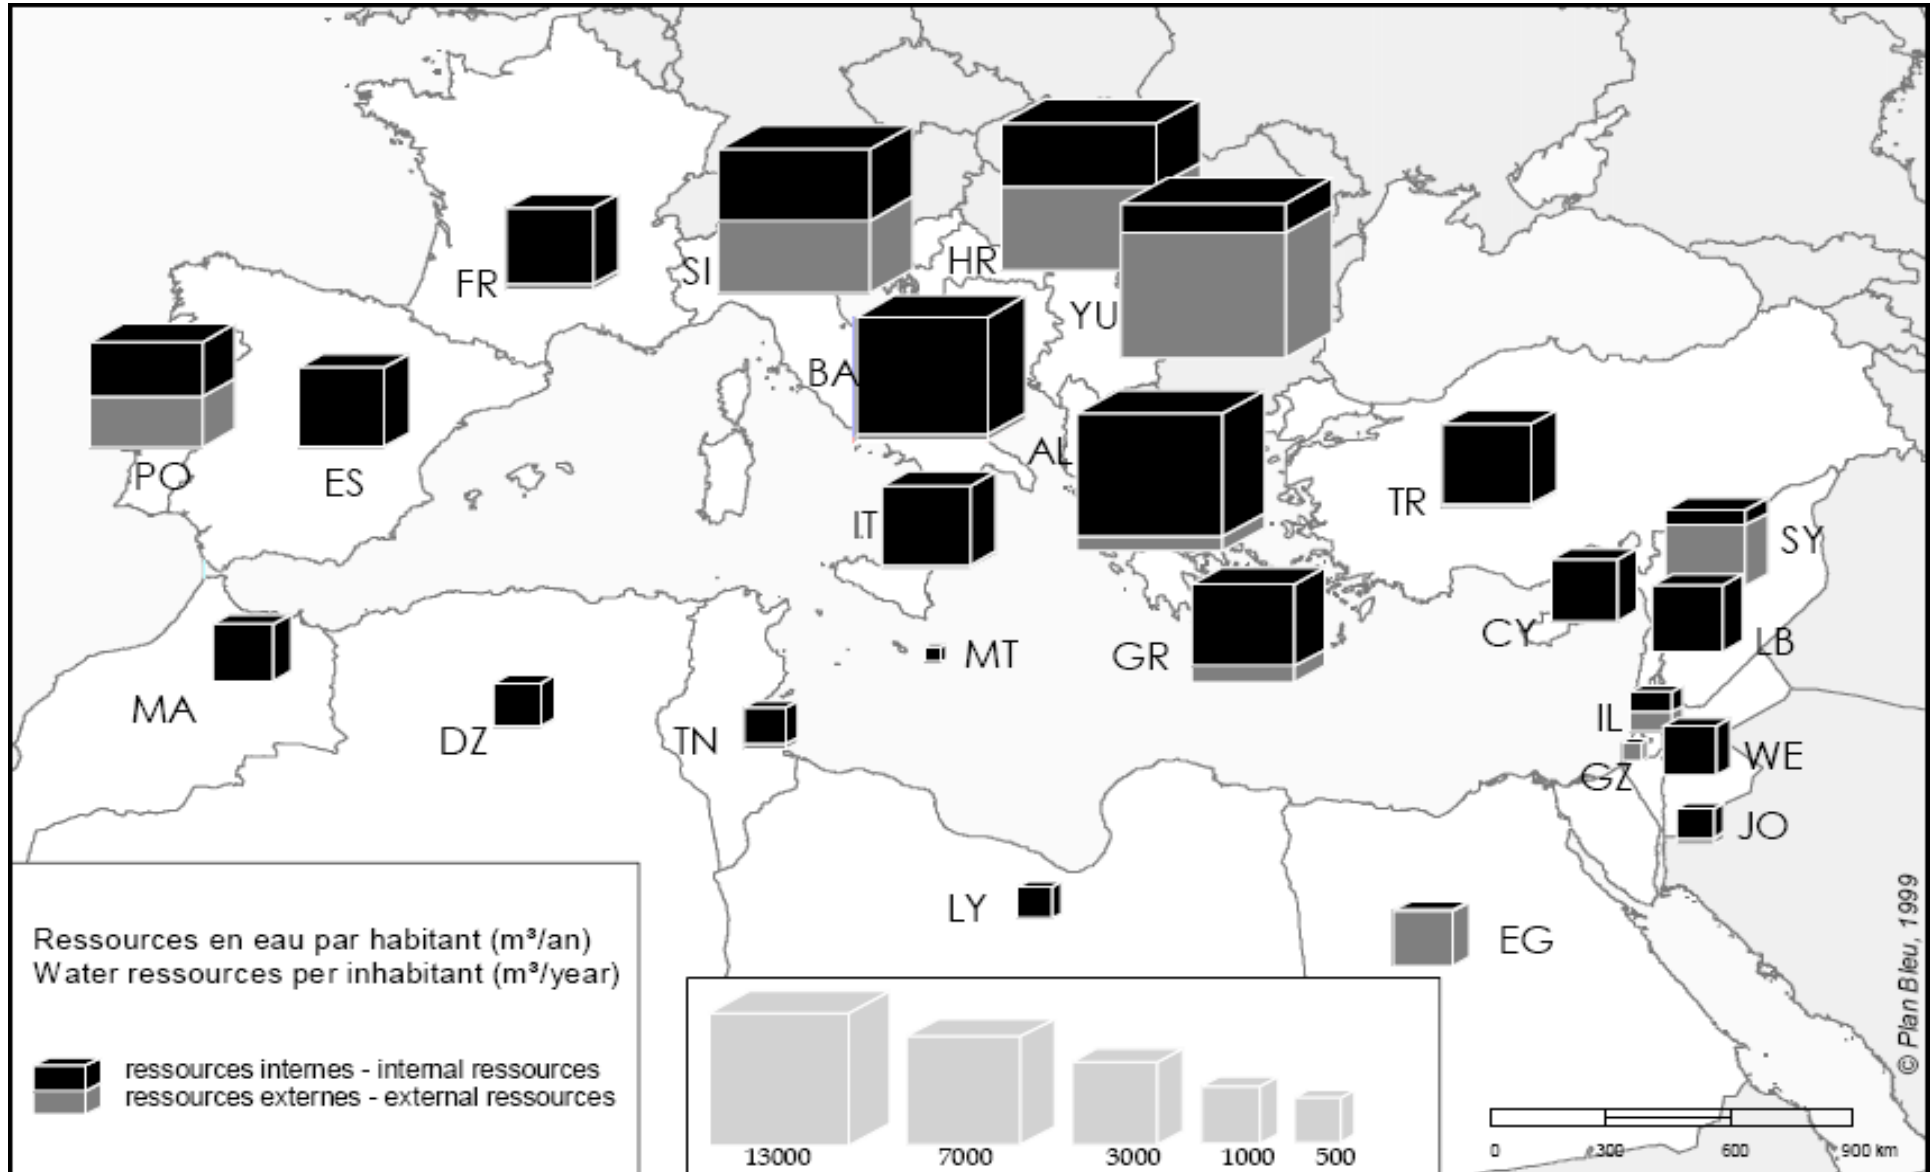 FR
SI
HR
YU
BA
PO
ES
AL
TR
IT
SY
CY
LB
MT
GR
MA
DZ
TN
IL
WE
GZ
JO
LY
EG
Ressources en eau par habitant (m³/an)
Water ressources per inhabitant (m³/year)
ressources internes - internal ressources
ressources externes - external ressources
13000 7000 3000 1000 500
0 300 600 900 km
© Plan Bleu, 1999